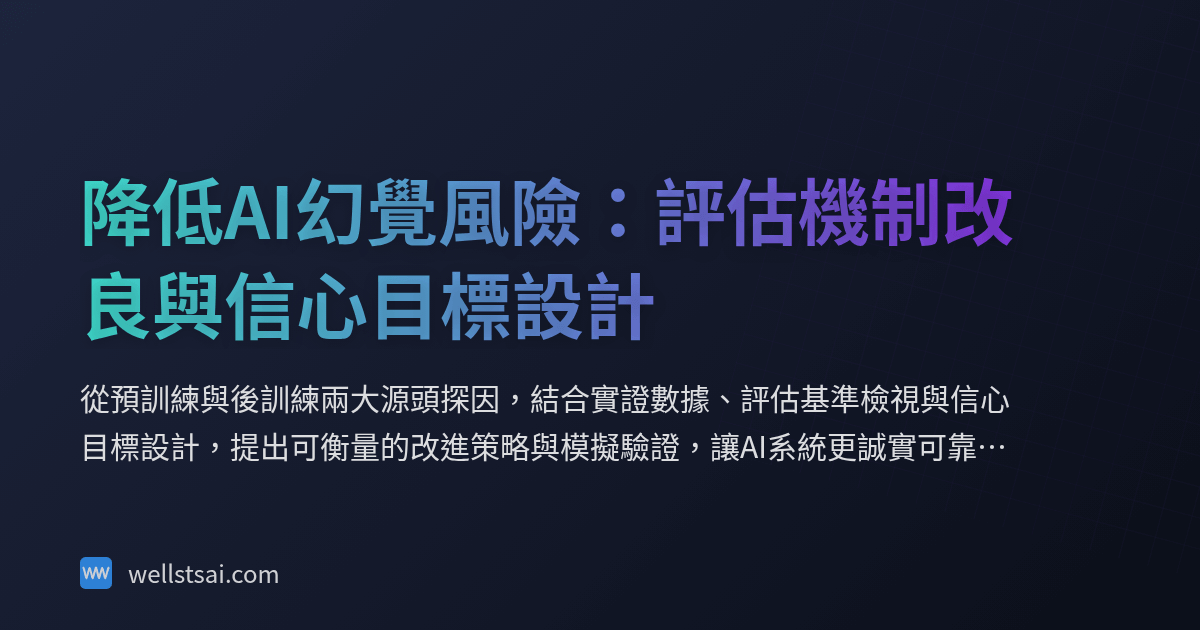 降低AI幻覺風險：評估機制改
良與信心目標設計
從預訓練與後訓練兩大源頭探因，結合實證數據、評估基準檢視與信心
目標設計，提出可衡量的改進策略與模擬驗證，讓AI系統更誠實可靠…
wellstsai.com